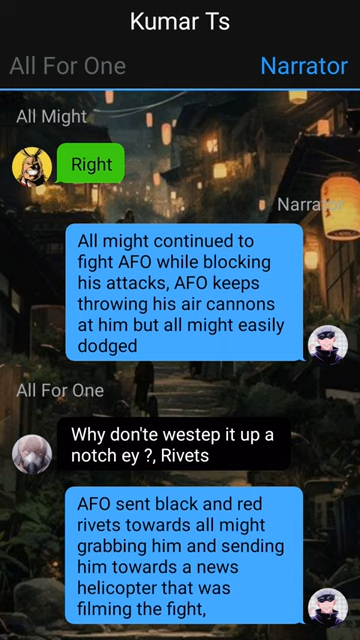 Kumar Ts
All For One
Narrator
All Might
Right
Narrator
All might continued to
fight AFO while blocking
his attacks, AFO keeps
throwing his air cannons
at him but all might easily
dodged
All For One
Why don'te westep it up a
notch ey ?, Rivets
AFO sent black and red
rivets towards all might
grabbing him and sending
him towards a news
helicopter that was
filming the fight,